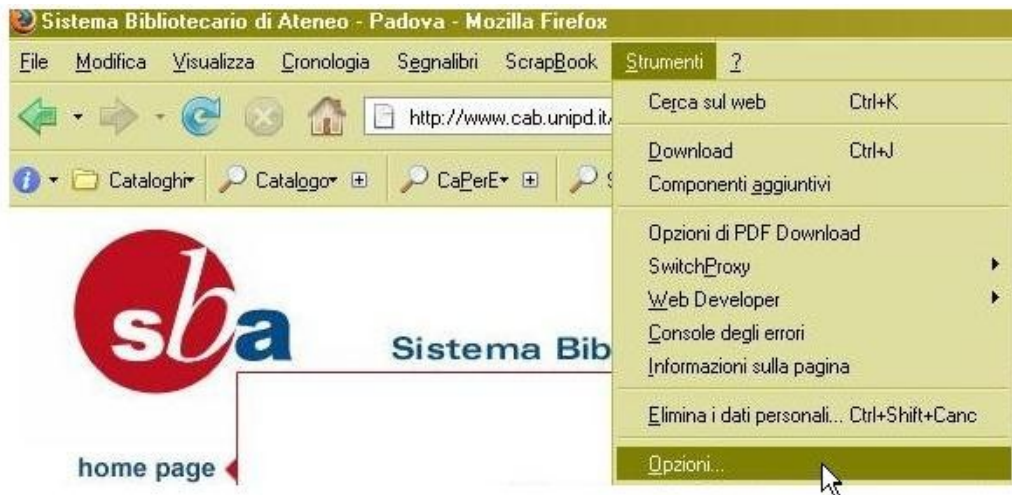 Sistema Bibliotecario di Ateneo - Padova - Mozilla Firefox
File Modifica Visualizza Cronologia Segnalibri ScrapBook Strumenti ?
http://www.cab.unipd.it/
Cataloghi Catalogo CaPerE S
Cerca sul web Ctrl+K
Download Ctrl+J
Componenti aggiuntivi
Opzioni di PDF Download
SwitchProxy
Web Developer
Console degli errori
Informazioni sulla pagina
Elimina i dati personali... Ctrl+Shift+Canc
Opzioni...
sba
Sistema Bib
home page